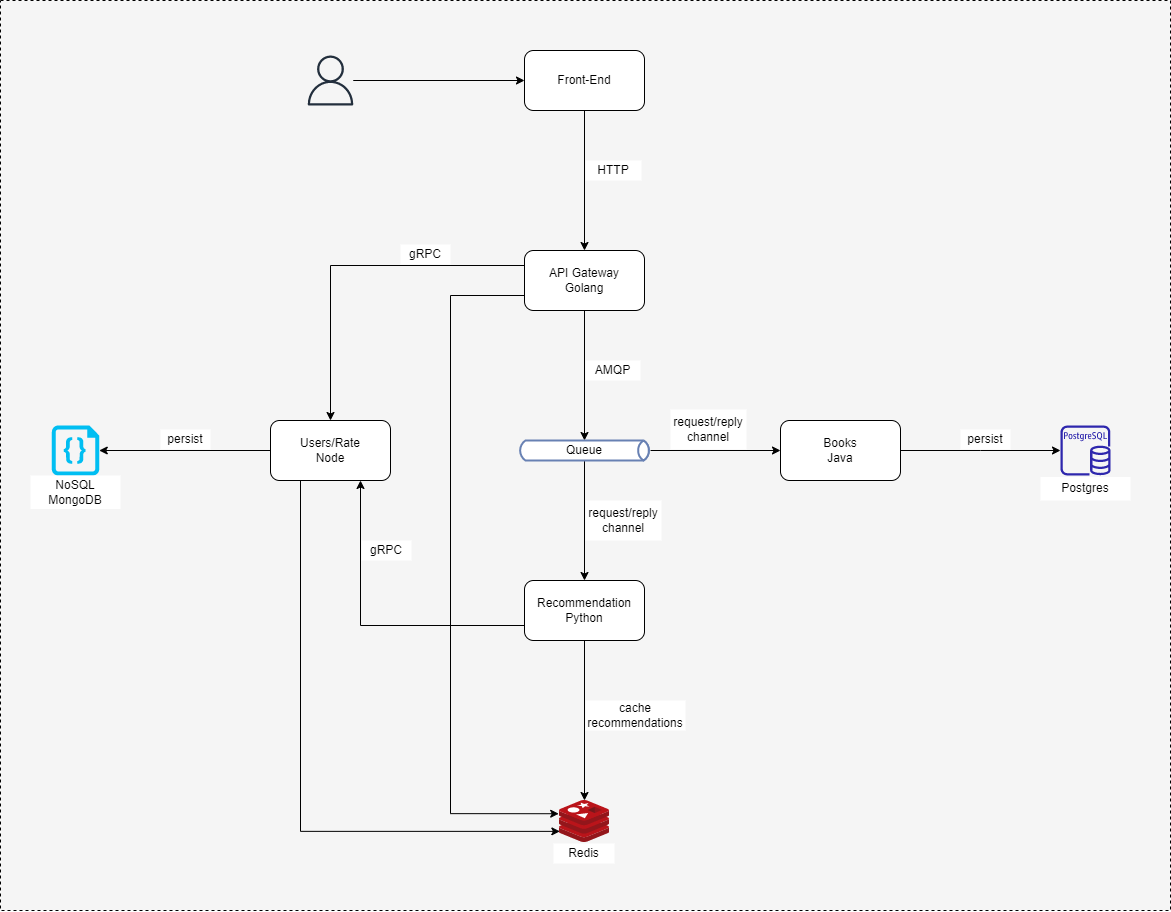 Front-End
HTTP
gRPC
API Gateway
Golang
AMQP
request/reply
channel
persist
Users/Rate
Node
Queue
Books
Java
persist
PostgreSQL
{}
NoSQL
MongoDB
Postgres
request/reply
channel
gRPC
Recommendation
Python
cache
recommendations
Redis